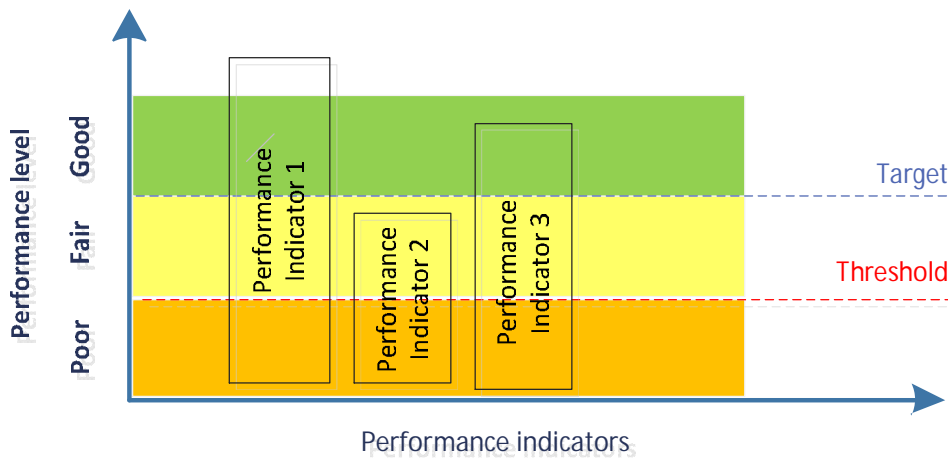 Performance level
Good
Fair
Poor
Performance
Indicator 1
Performance
Indicator 2
Performance
Indicator 3
Target
Threshold
Performance indicators